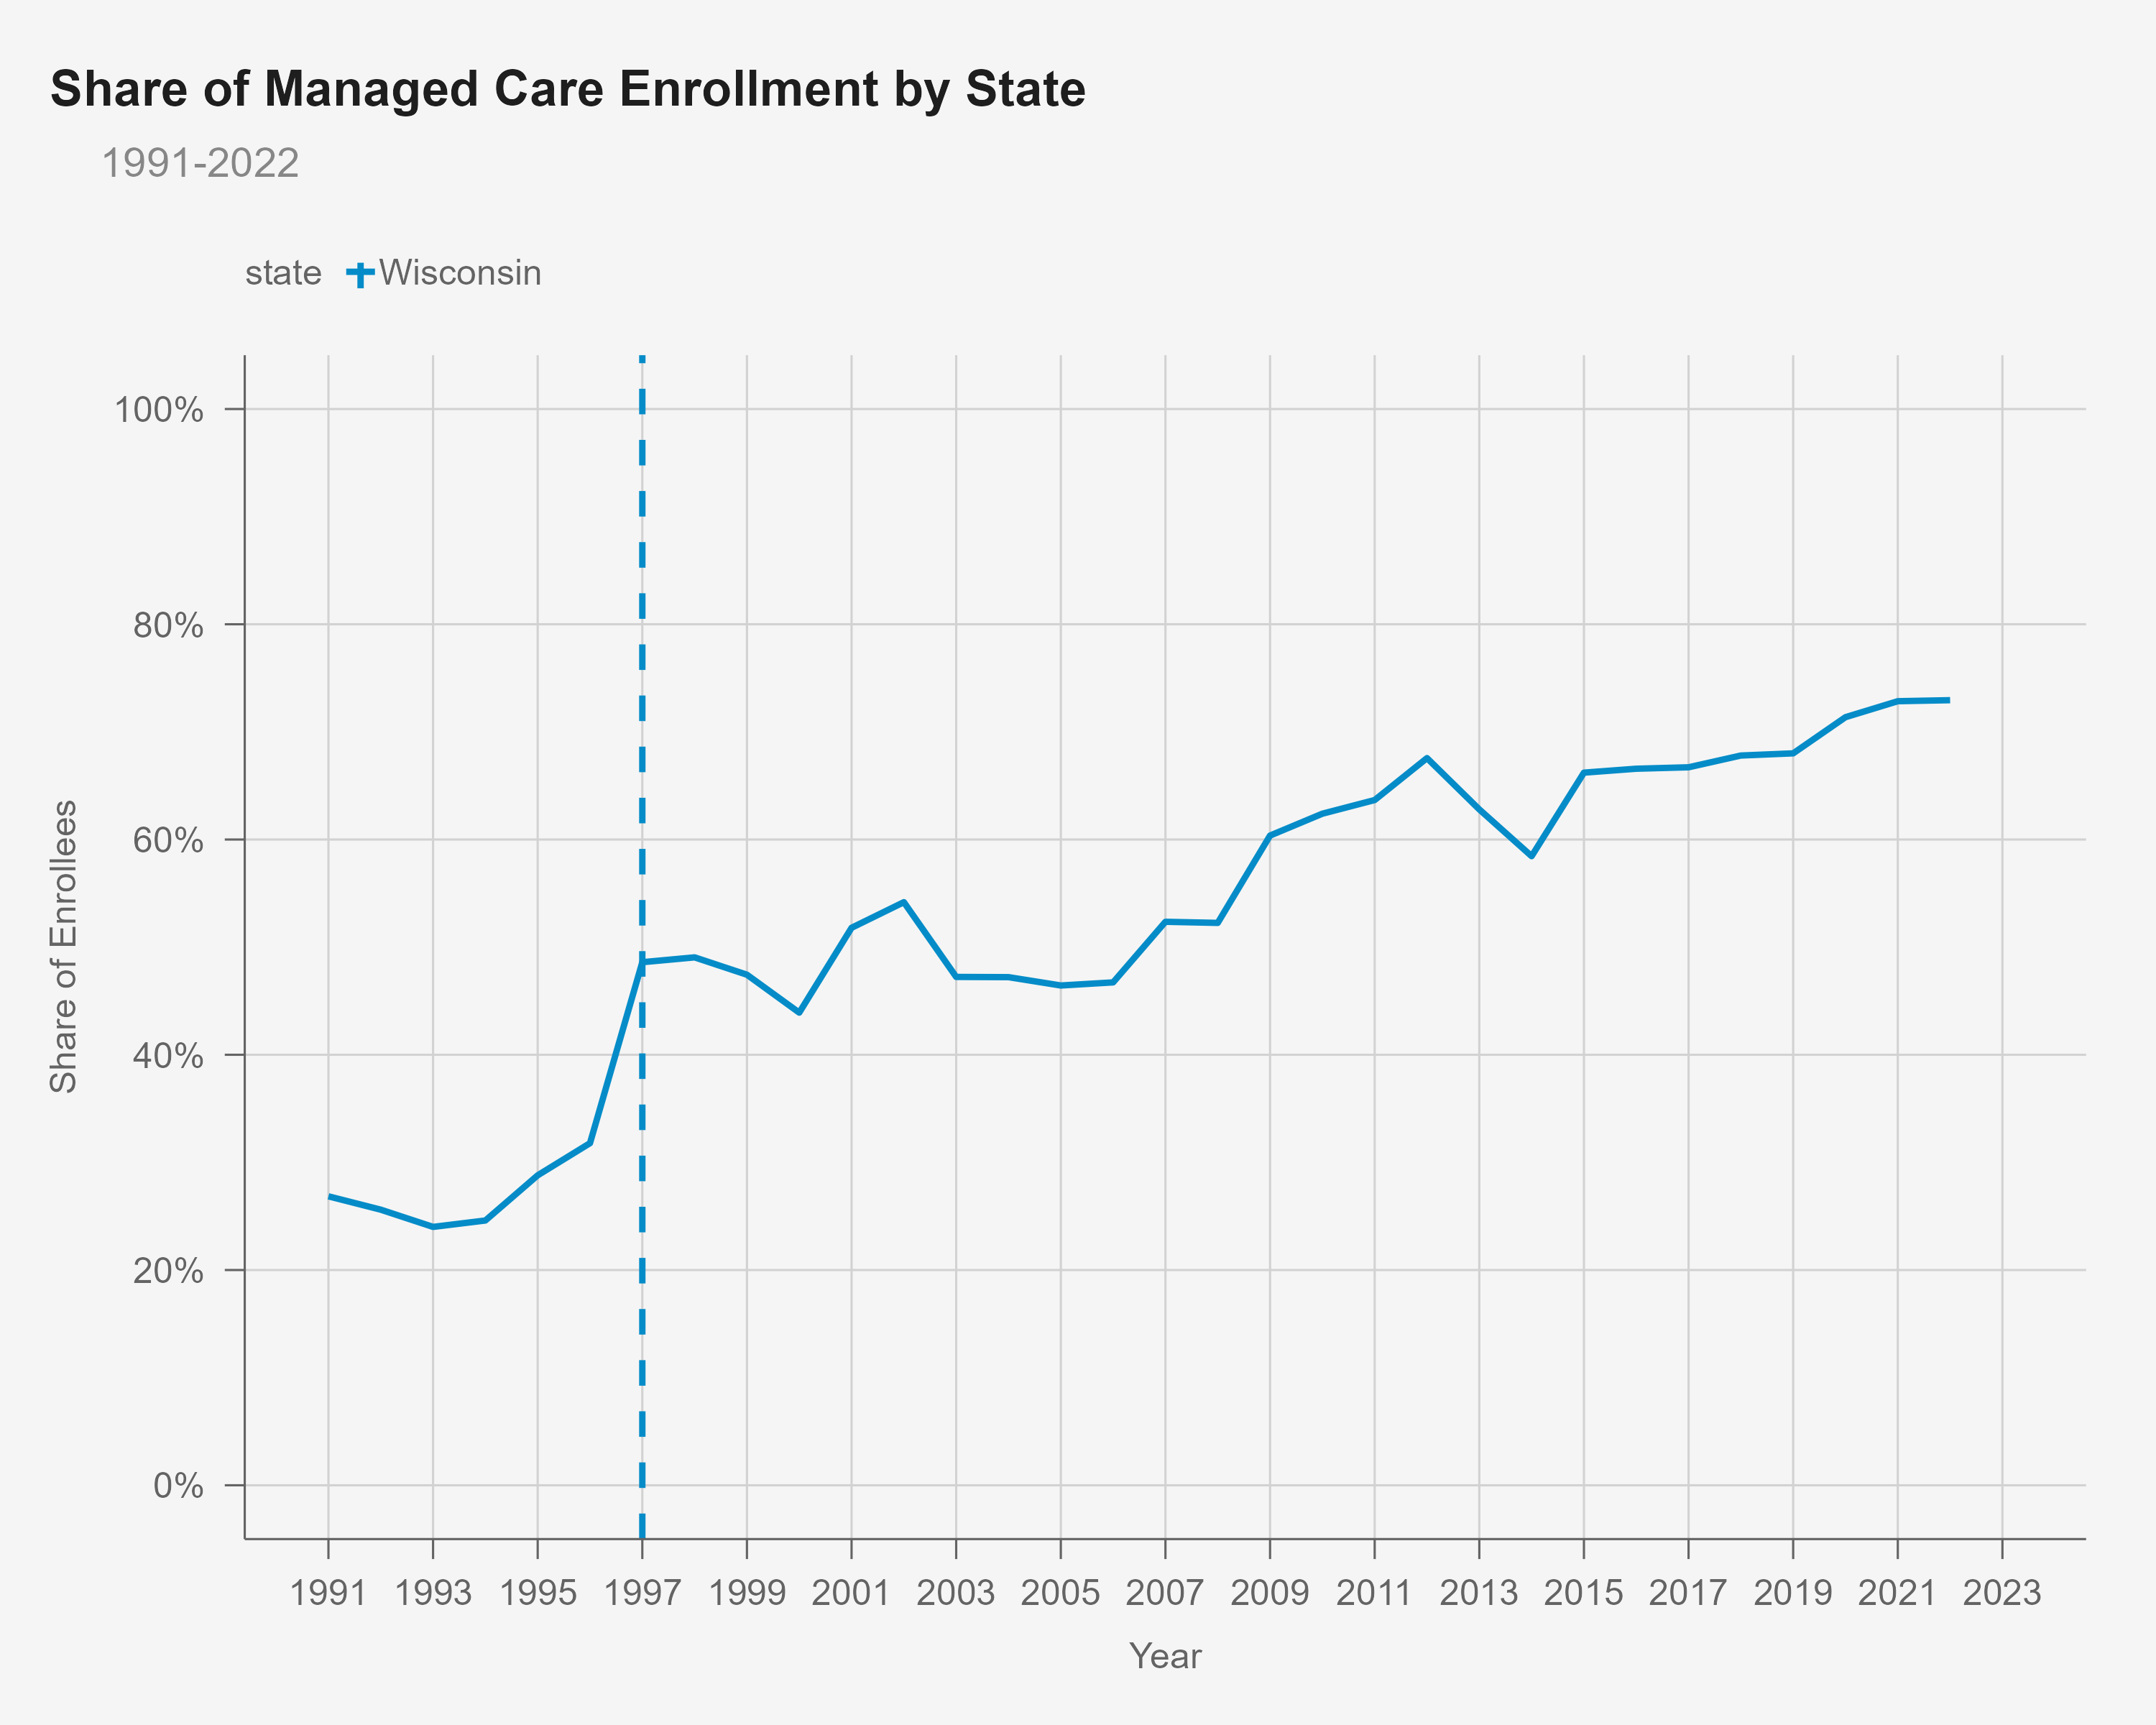 Share of Managed Care Enrollment by State
1991-2022
state Wisconsin
100%
80%
60%
40%
20%
0%
Share of Enrollees
1991 1993 1995 1997 1999 2001 2003 2005 2007 2009 2011 2013 2015 2017 2019 2021 2023
Year